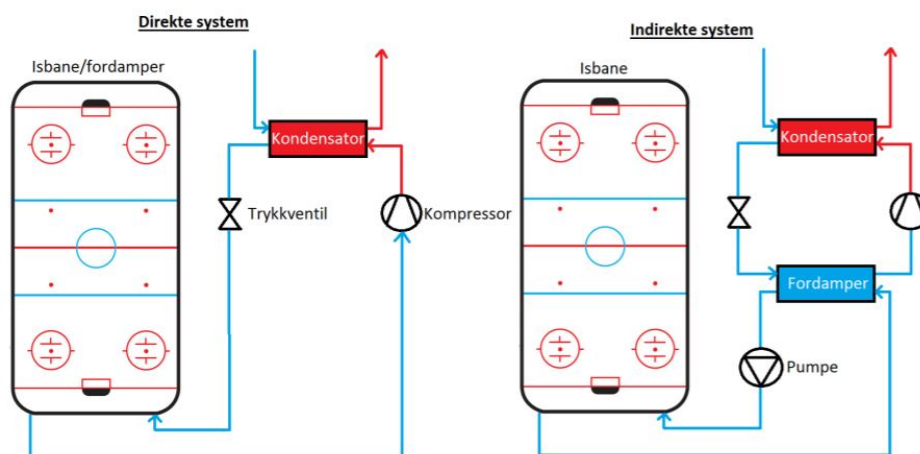 Direkte system
Isbane/fordamper
Kondensator
Trykkventil
Kompressor
Indirekte system
Isbane
Kondensator
Fordamper
Pumpe